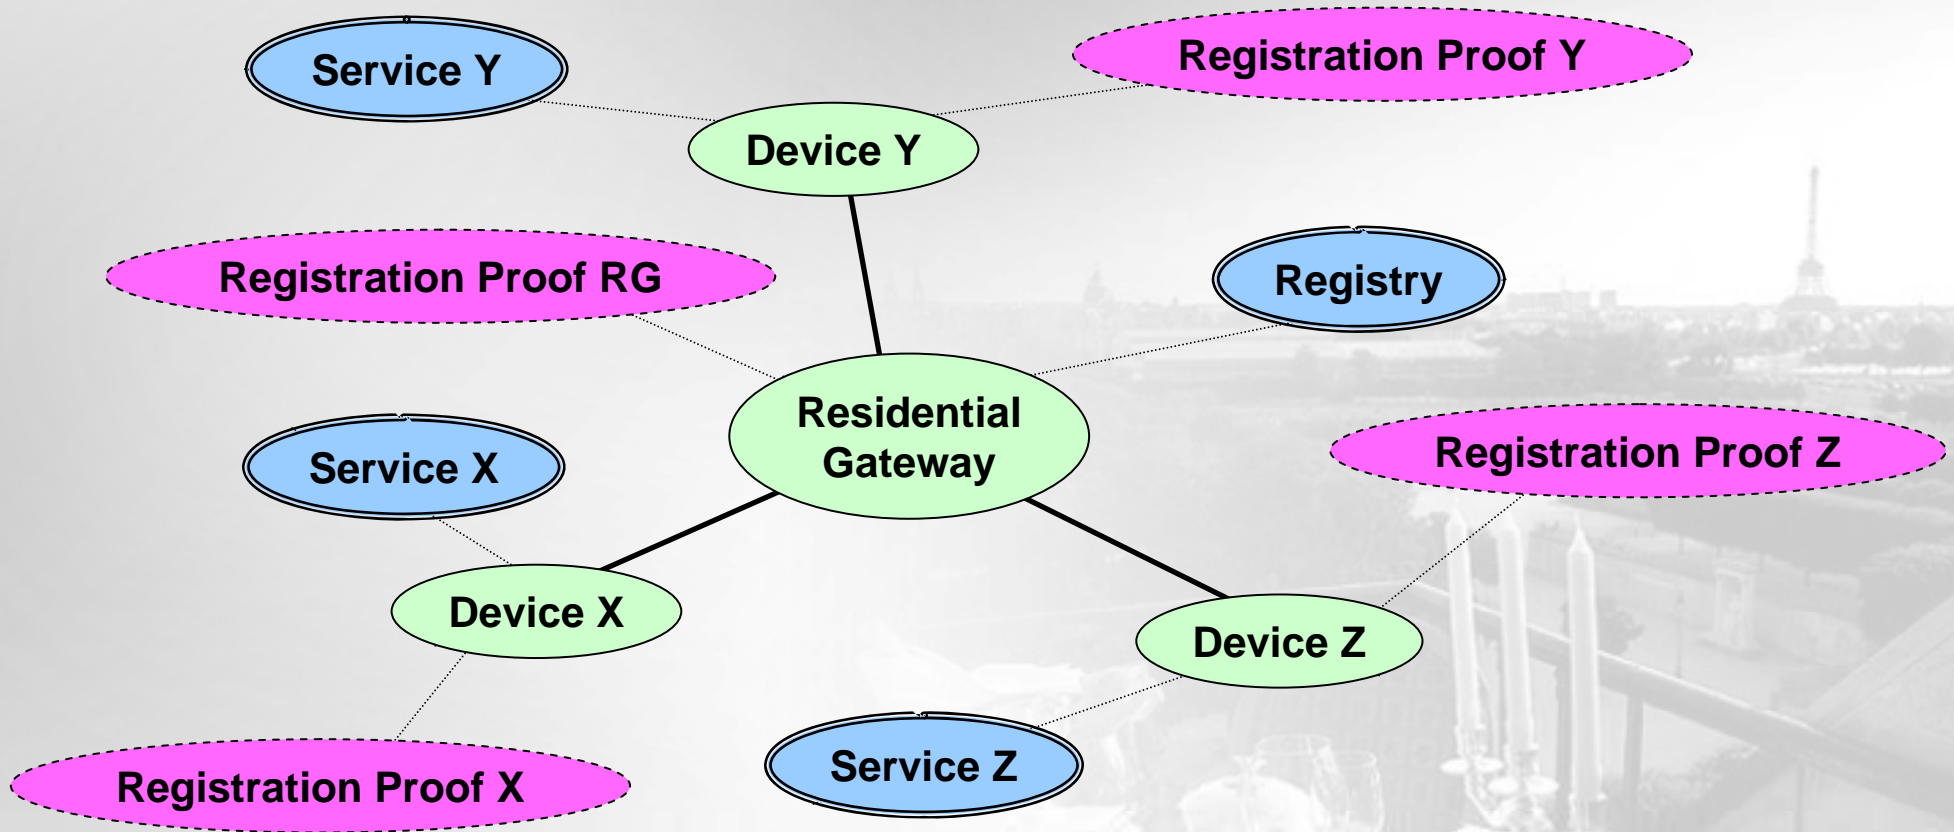 Service Y
Registration Proof Y
Device Y
Registration Proof RG
Registry
Residential
Gateway
Service X
Registration Proof Z
Device X
Device Z
Service Z
Registration Proof X